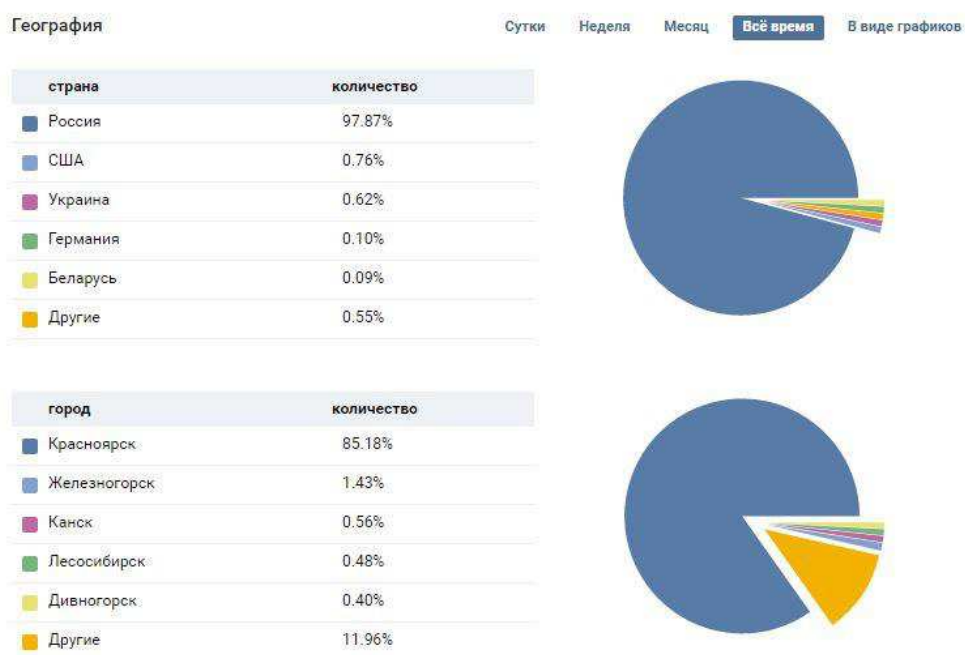 География Сутки Неделя Месяц Всё время В виде графиков
страна количество
Россия 97.87%
США 0.76%
Украина 0.62%
Германия 0.10%
Беларусь 0.09%
Другие 0.55%
город количество
Красноярск 85.18%
Железногорск 1.43%
Канск 0.56%
Лесосибирск 0.48%
Дивногорск 0.40%
Другие 11.96%